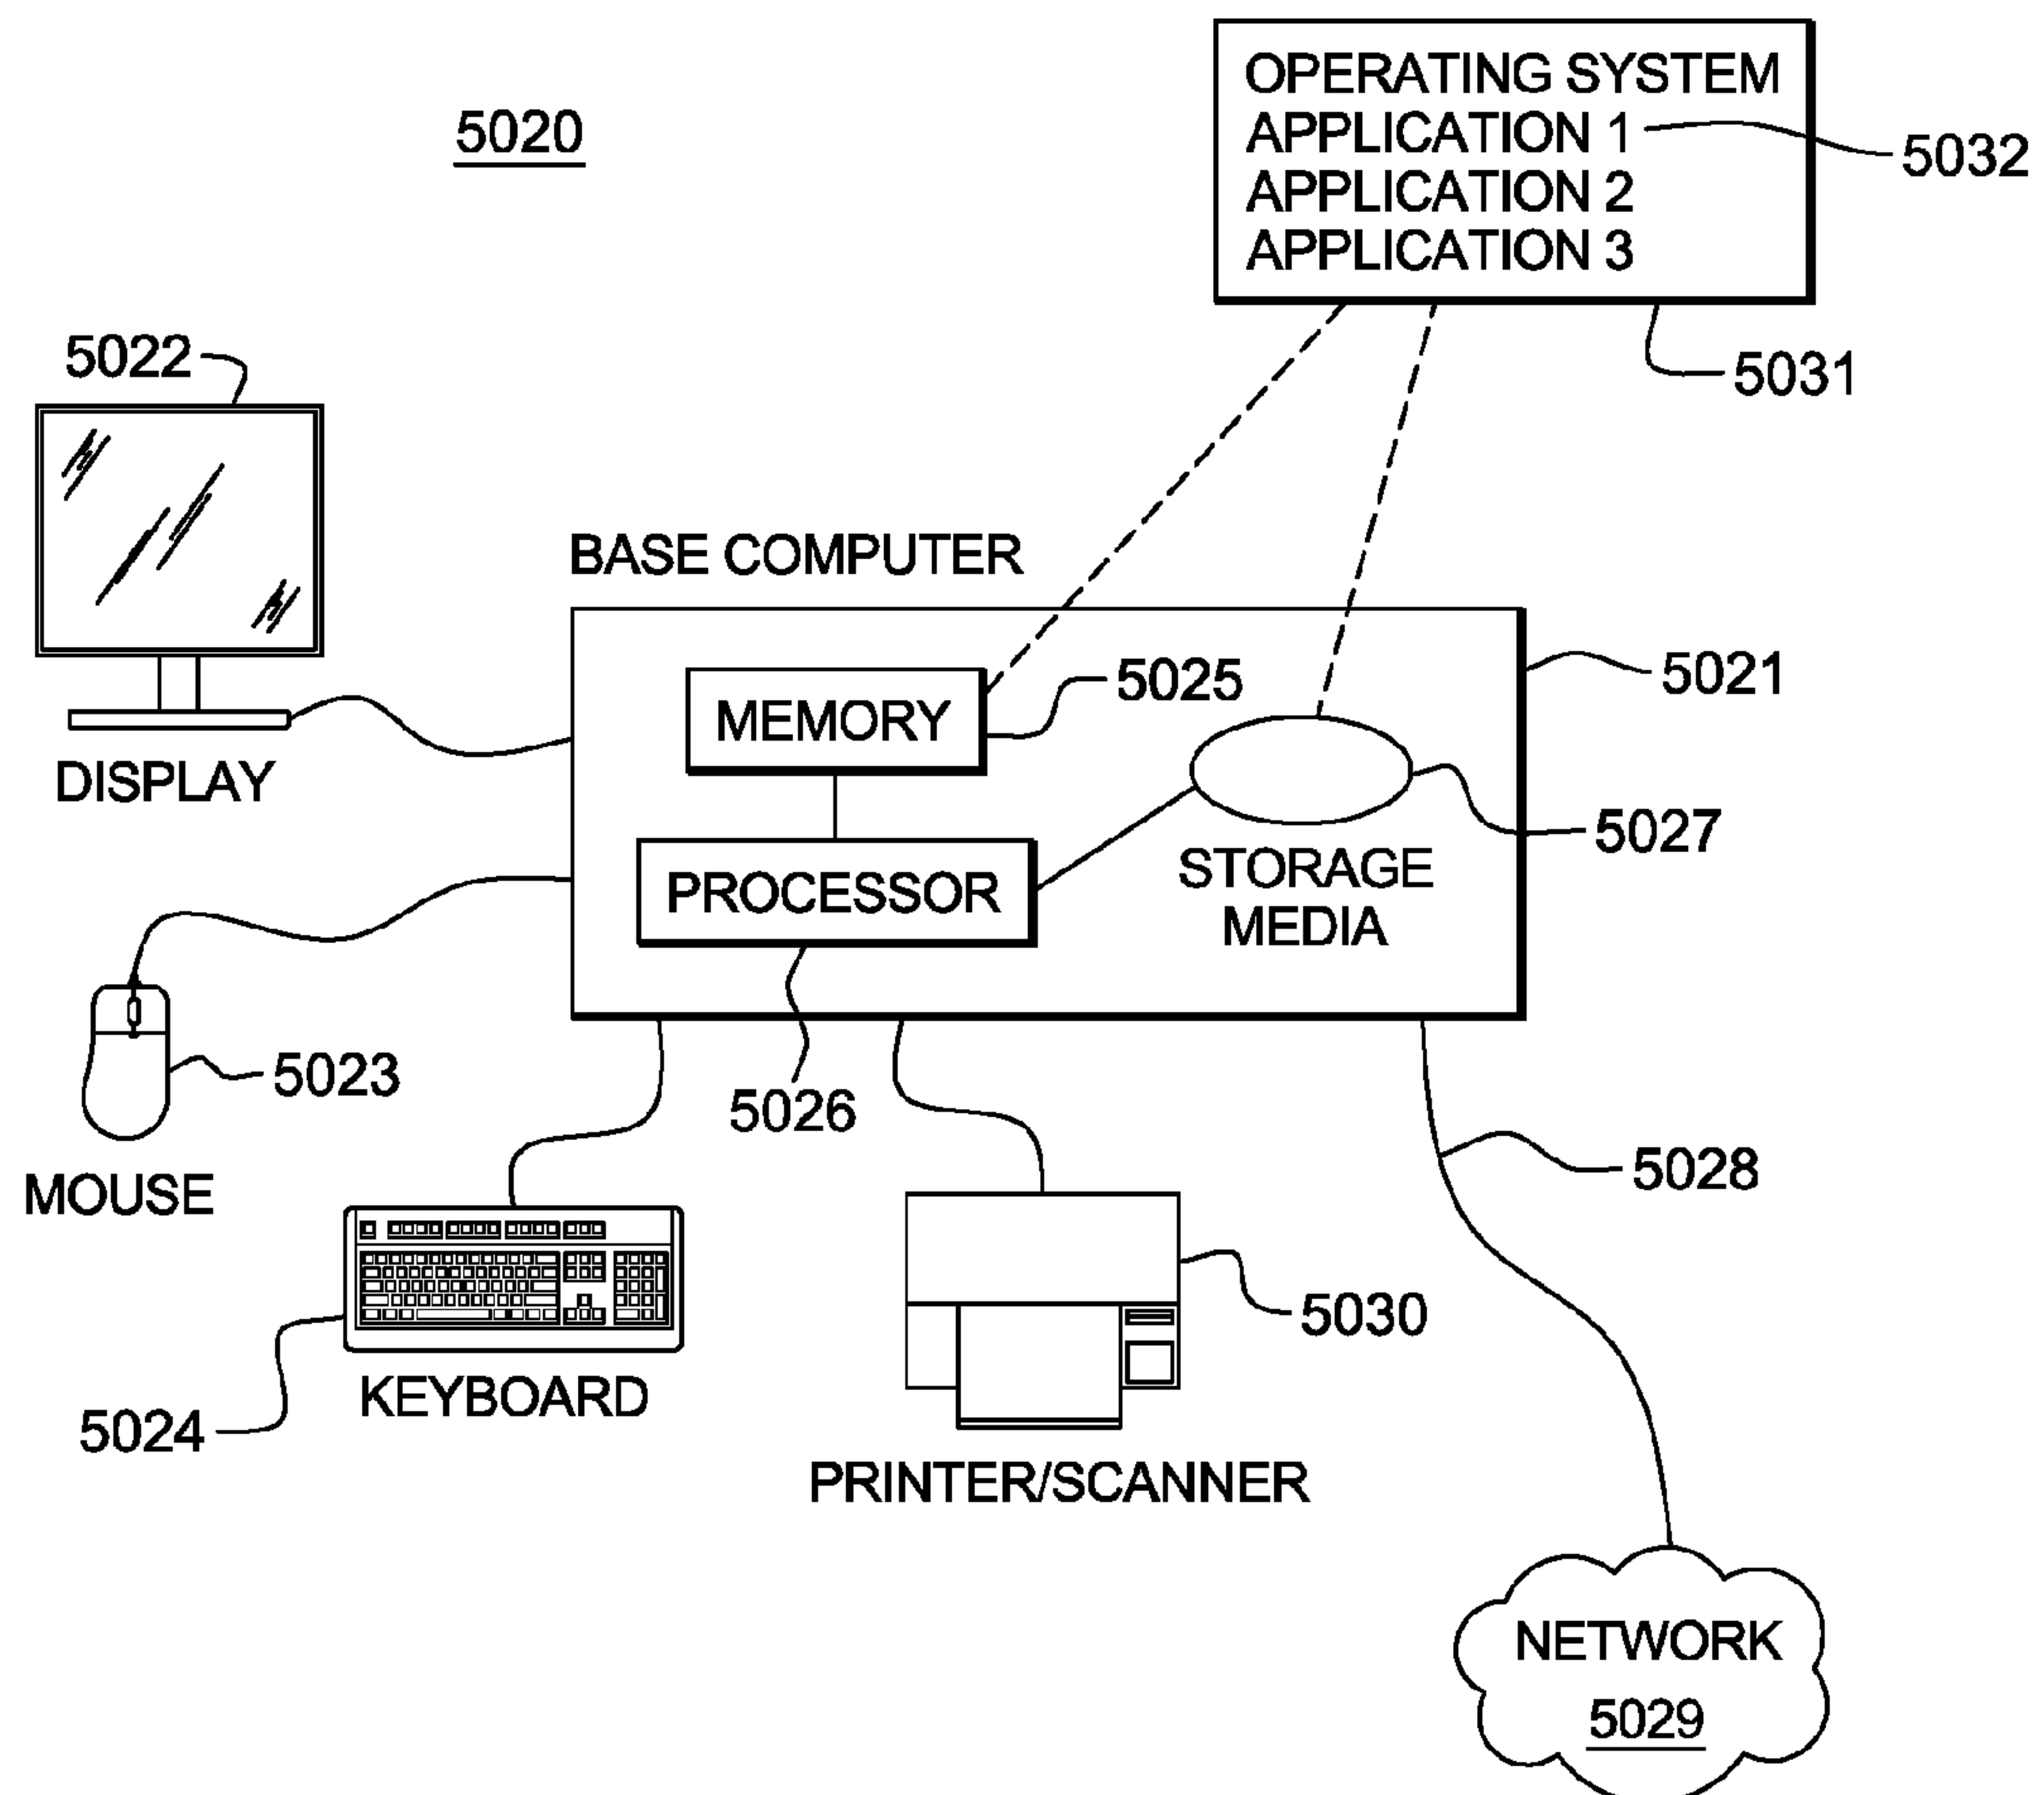 5020
OPERATING SYSTEM
APPLICATION 1
APPLICATION 2
APPLICATION 3
5032
5031
5022
DISPLAY
BASE COMPUTER
MEMORY
5025
5021
PROCESSOR
STORAGE
MEDIA
5027
5026
5023
MOUSE
5028
5024
KEYBOARD
5030
PRINTER/SCANNER
NETWORK
5029